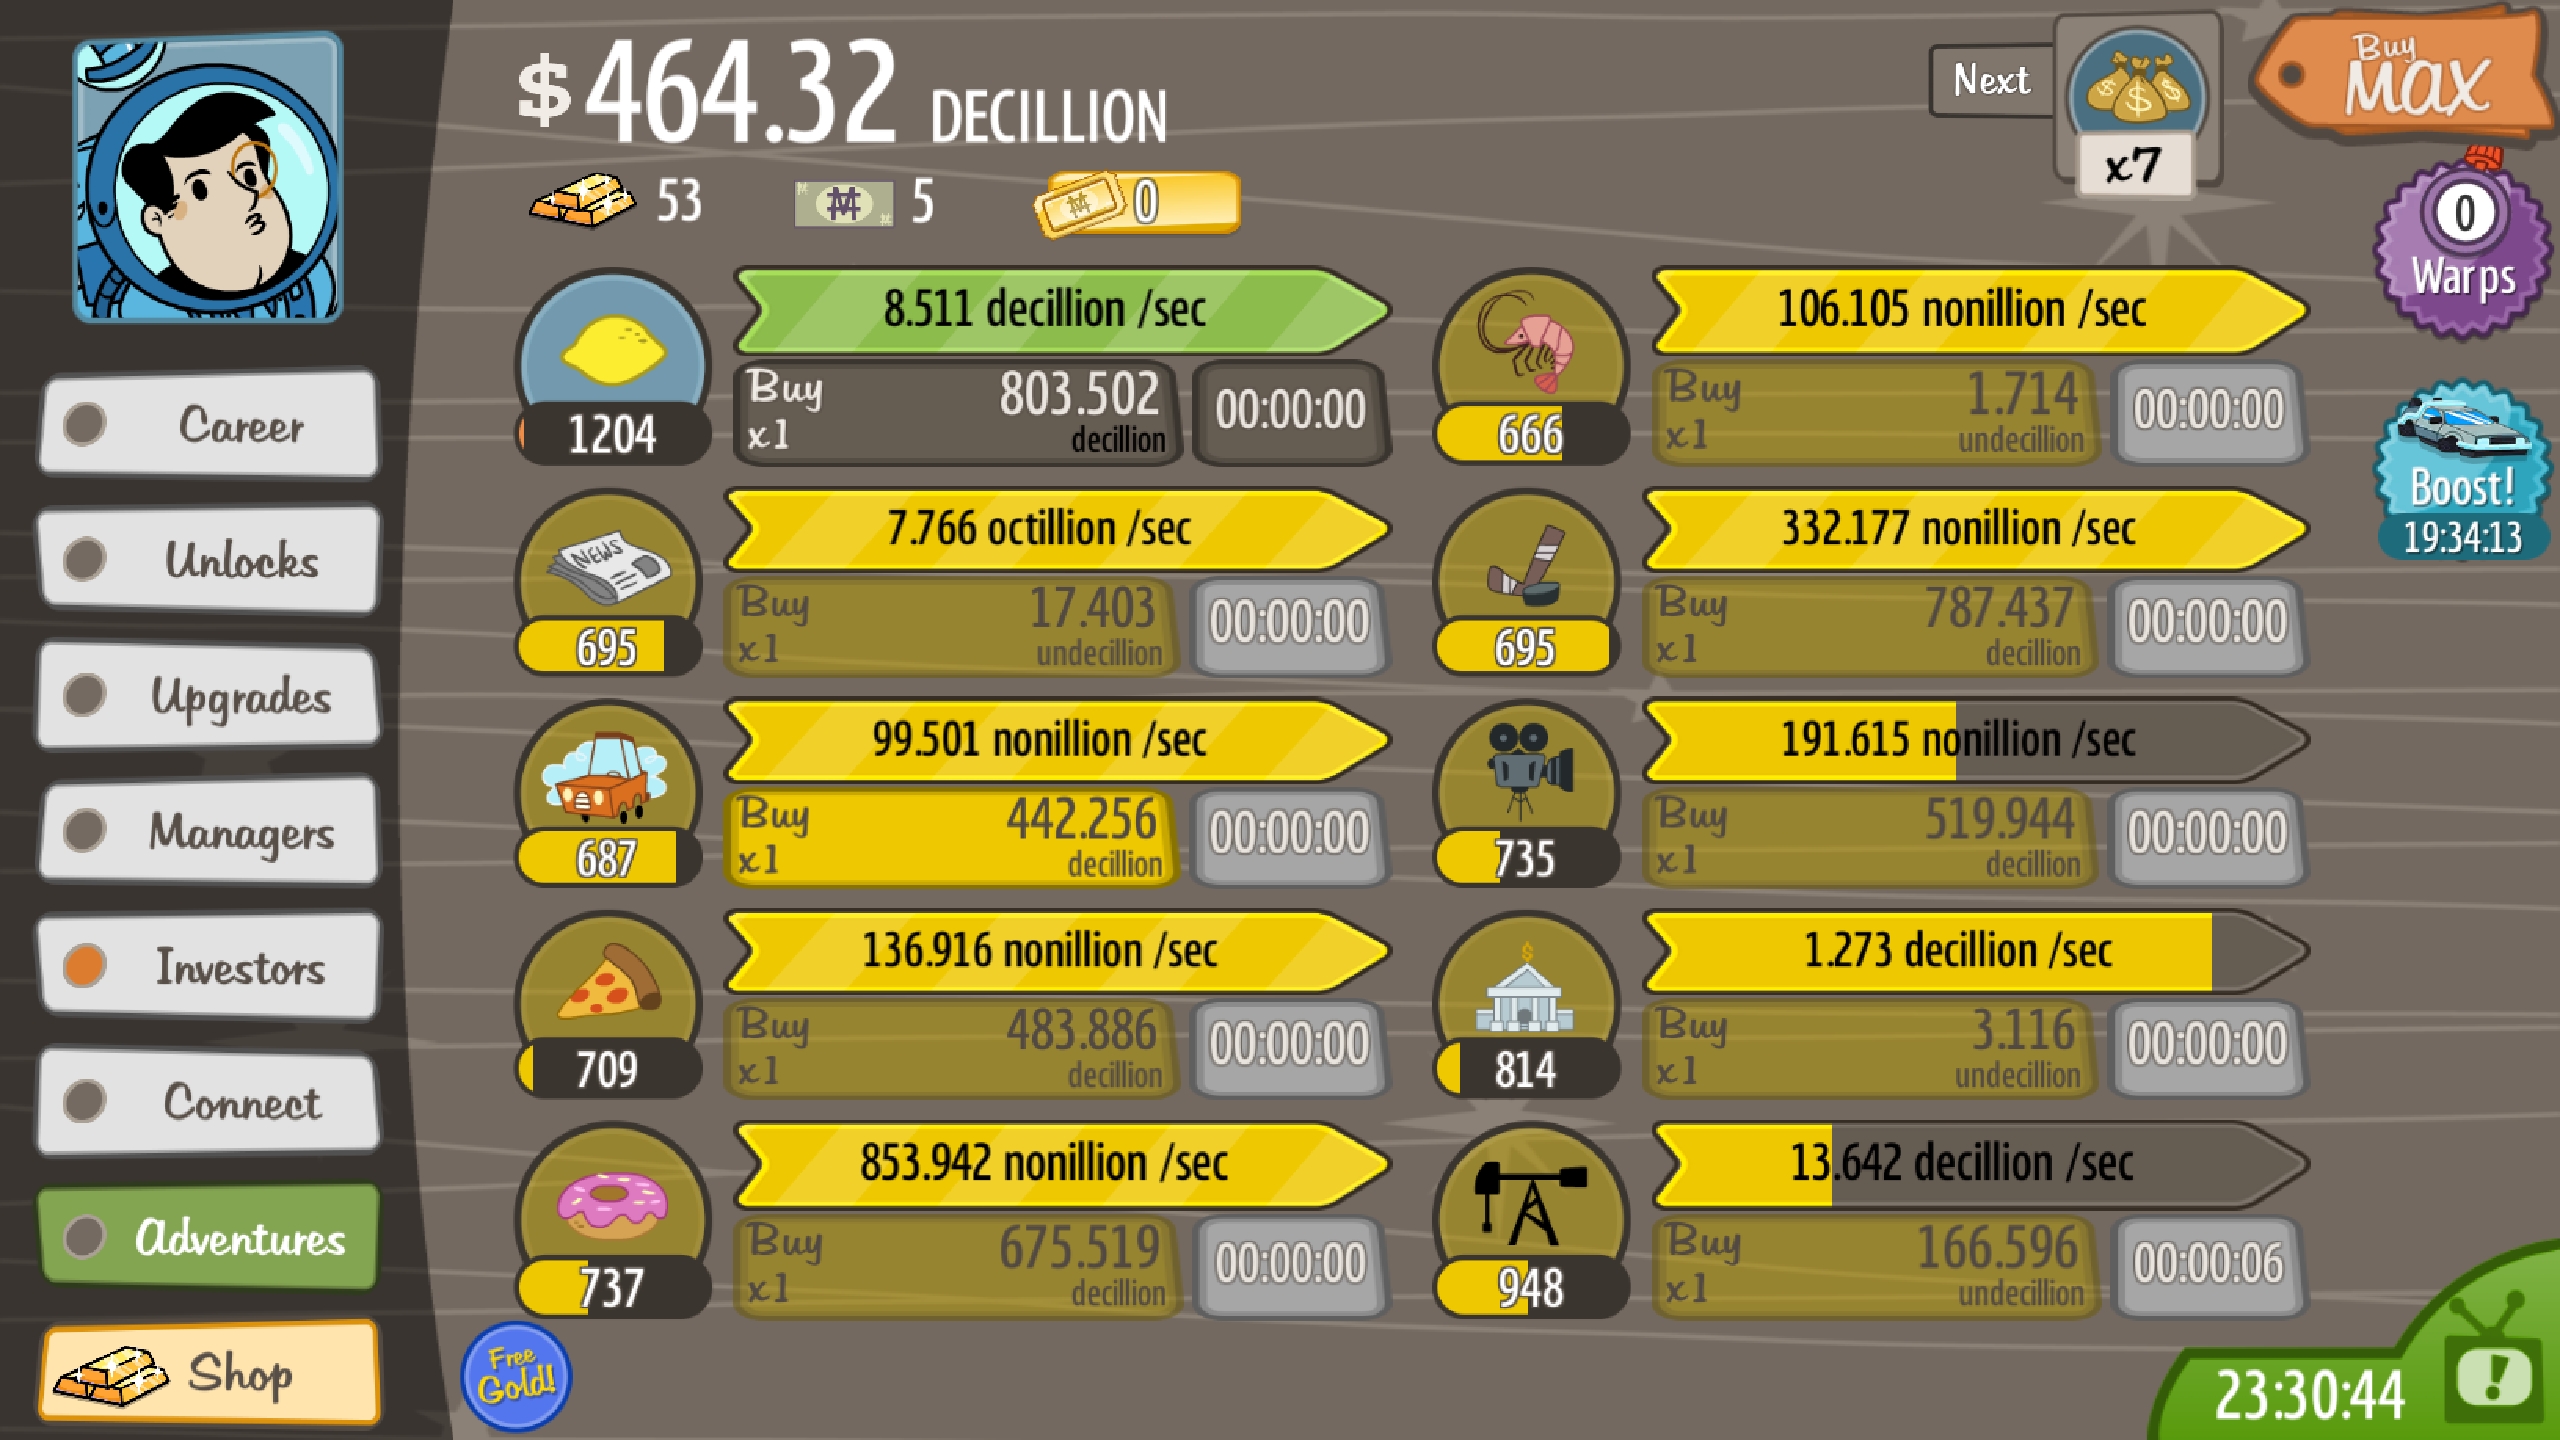 $464.32 DECILLION
Next
x7
Buy
MAX
53
5
0
0
Warps
Boost!
19:34:13
Career
Unlocks
Upgrades
Managers
Investors
Connect
Adventures
Shop
8.511 decillion /sec
1204
Buy
x1
803.502
decillion
00:00:00
106.105 nonillion /sec
666
Buy
x1
1.714
undecillion
00:00:00
NEWS
7.766 octillion /sec
695
Buy
x1
17.403
undecillion
00:00:00
332.177 nonillion /sec
695
Buy
x1
787.437
decillion
00:00:00
99.501 nonillion /sec
687
Buy
x1
442.256
decillion
00:00:00
191.615 nonillion /sec
735
Buy
x1
519.944
decillion
00:00:00
136.916 nonillion /sec
709
Buy
x1
483.886
decillion
00:00:00
1.273 decillion /sec
814
Buy
x1
3.116
undecillion
00:00:00
853.942 nonillion /sec
737
Buy
x1
675.519
decillion
00:00:00
13.642 decillion /sec
948
Buy
x1
166.596
undecillion
00:00:06
Free
Gold!
23:30:44
!